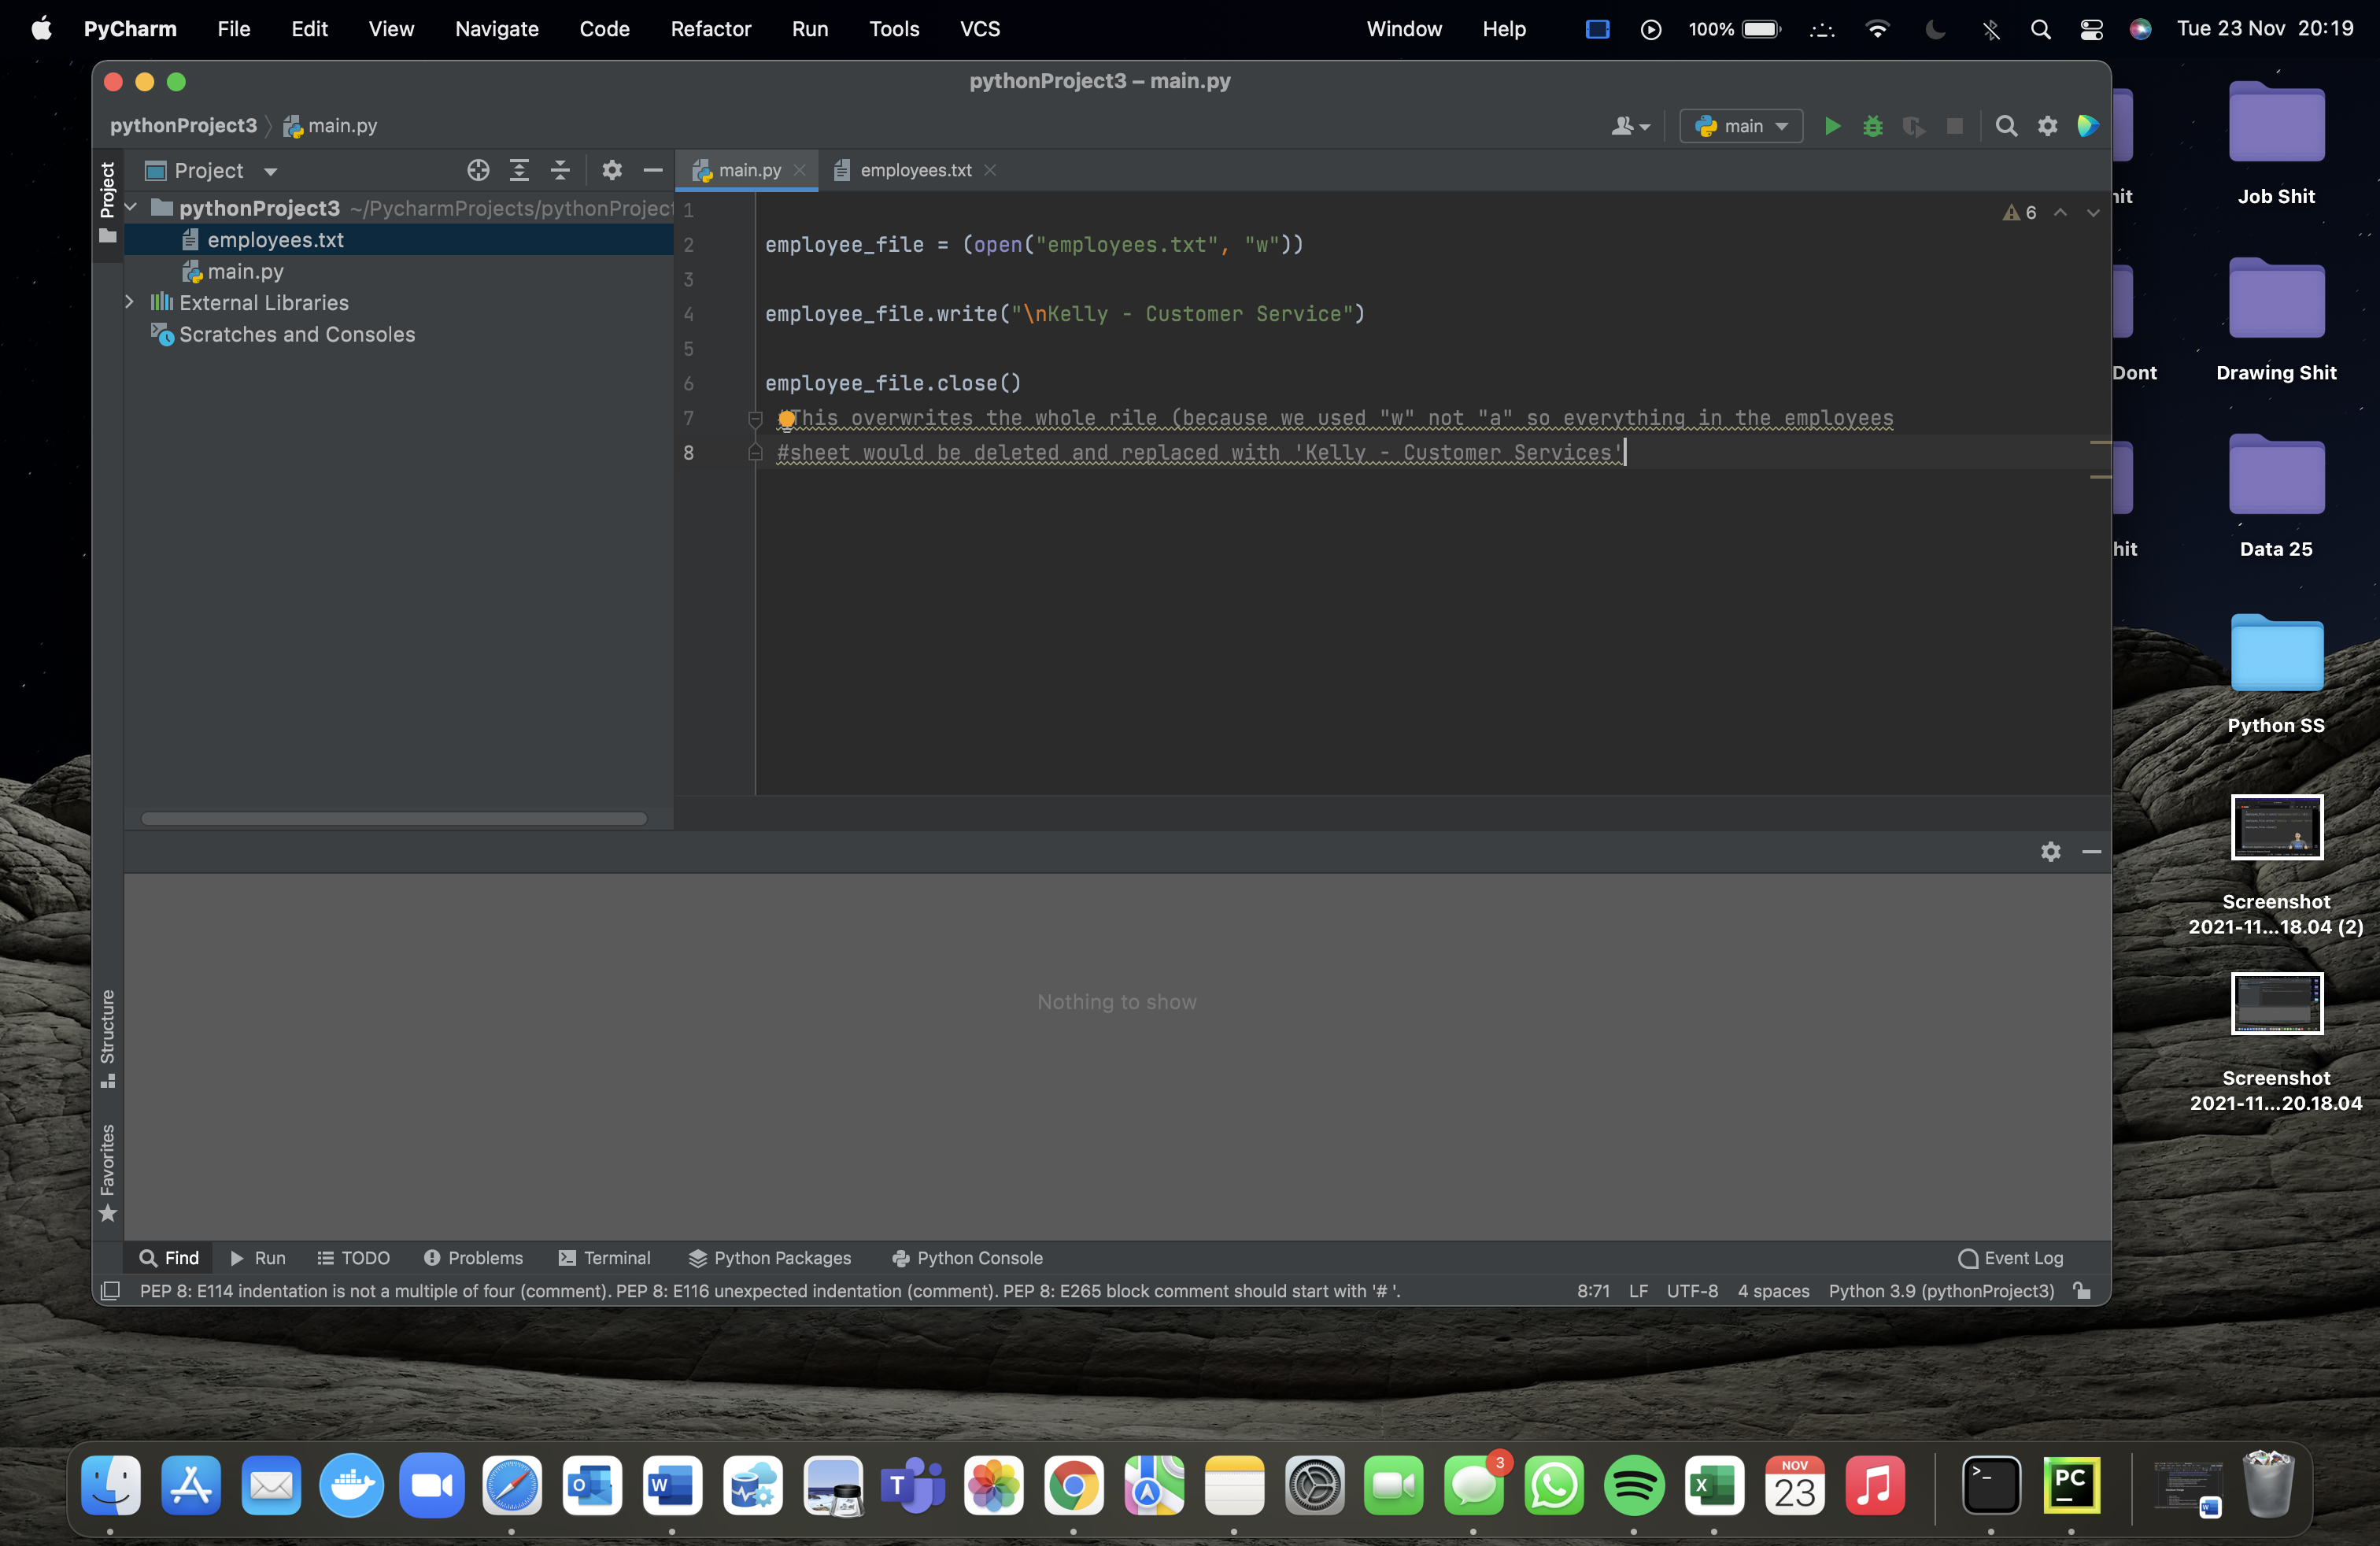 PyCharm File Edit View Navigate Code Refactor Run Tools VCS Window Help 100% Tue 23 Nov 20:19
pythonProject3 – main.py
pythonProject3 main.py main
Project
Project
main.py employees.txt
pythonProject3 ~/PycharmProjects/pythonProject
employees.txt
main.py
External Libraries
Scratches and Consoles
6
1
2 employee_file = (open("employees.txt", "w"))
3
4 employee_file.write("\nKelly - Customer Service")
5
6 employee_file.close()
7 #This overwrites the whole rile (because we used "w" not "a" so everything in the employees
8 #sheet would be deleted and replaced with 'Kelly - Customer Services'
Nothing to show
Structure
Favorites
Find Run TODO Problems Terminal Python Packages Python Console Event Log
PEP 8: E114 indentation is not a multiple of four (comment). PEP 8: E116 unexpected indentation (comment). PEP 8: E265 block comment should start with '# '. 8:71 LF UTF-8 4 spaces Python 3.9 (pythonProject3)
hit
Job Shit
Dont
Drawing Shit
hit
Data 25
Python SS
Screenshot
2021-11...18.04 (2)
Screenshot
2021-11...20.18.04
3
NOV
23
PC